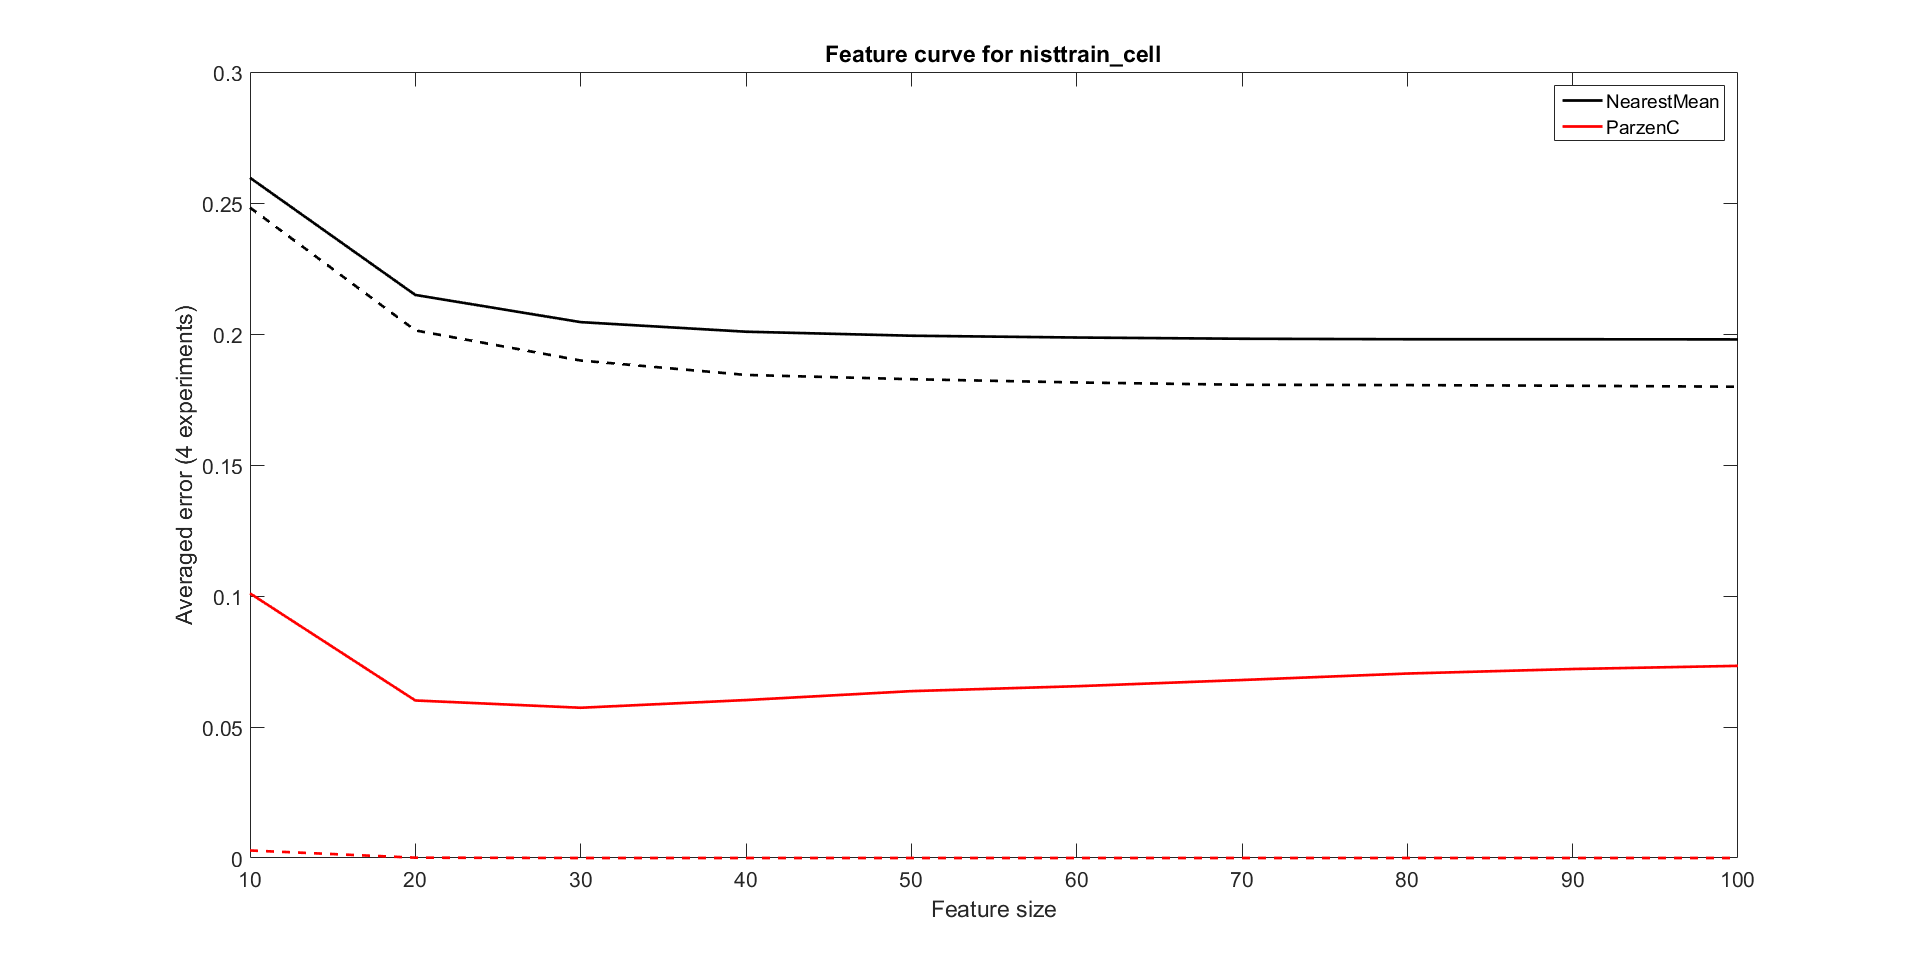 Feature curve for nisttrain_cell
NearestMean
ParzenC
Averaged error (4 experiments)
0.3
0.25
0.2
0.15
0.1
0.05
0
10 20 30 40 50 60 70 80 90 100
Feature size